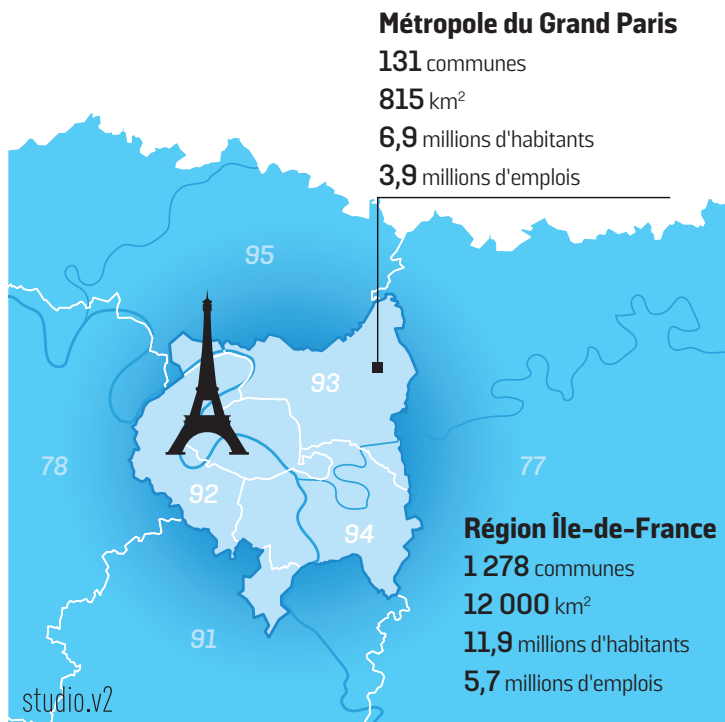 Métropole du Grand Paris
131 communes
815 km²
6,9 millions d'habitants
3,9 millions d'emplois
95
93
78
77
92
94
Région Île-de-France
1 278 communes
12 000 km²
11,9 millions d'habitants
5,7 millions d'emplois
91
studio.v2